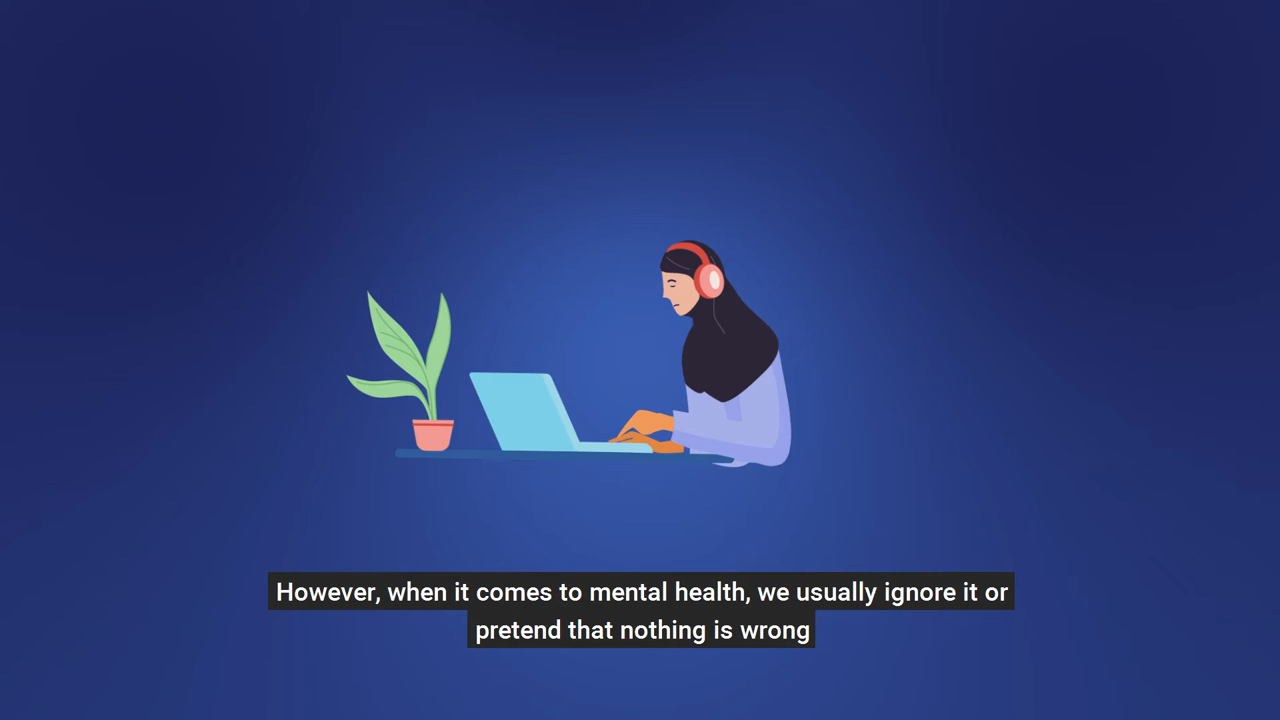 However, when it comes to mental health, we usually ignore it or
pretend that nothing is wrong